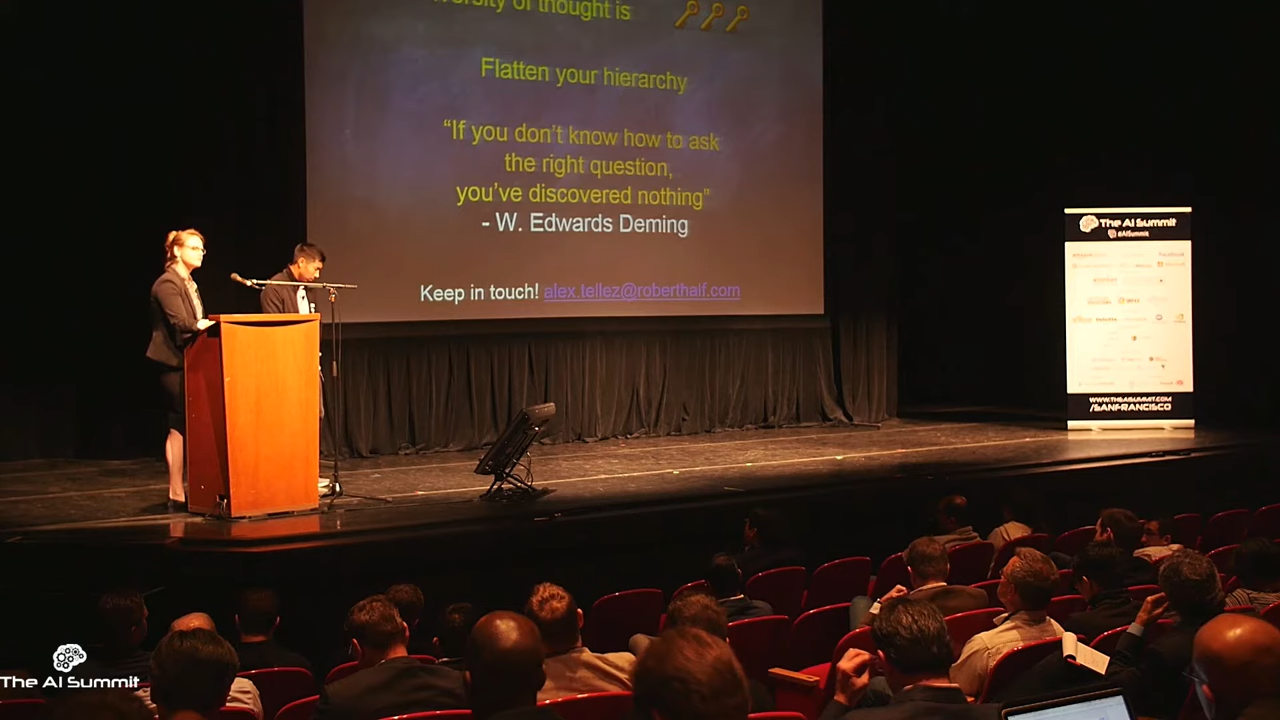 versity of thought is
Flatten your hierarchy
“If you don’t know how to ask
the right question,
you’ve discovered nothing”
- W. Edwards Deming
Keep in touch! alex.tellez@roberthalf.com
The AI Summit
#AISummit
WWW.THEAISUMMIT.COM
/SANFRANCISCO
The AI Summit